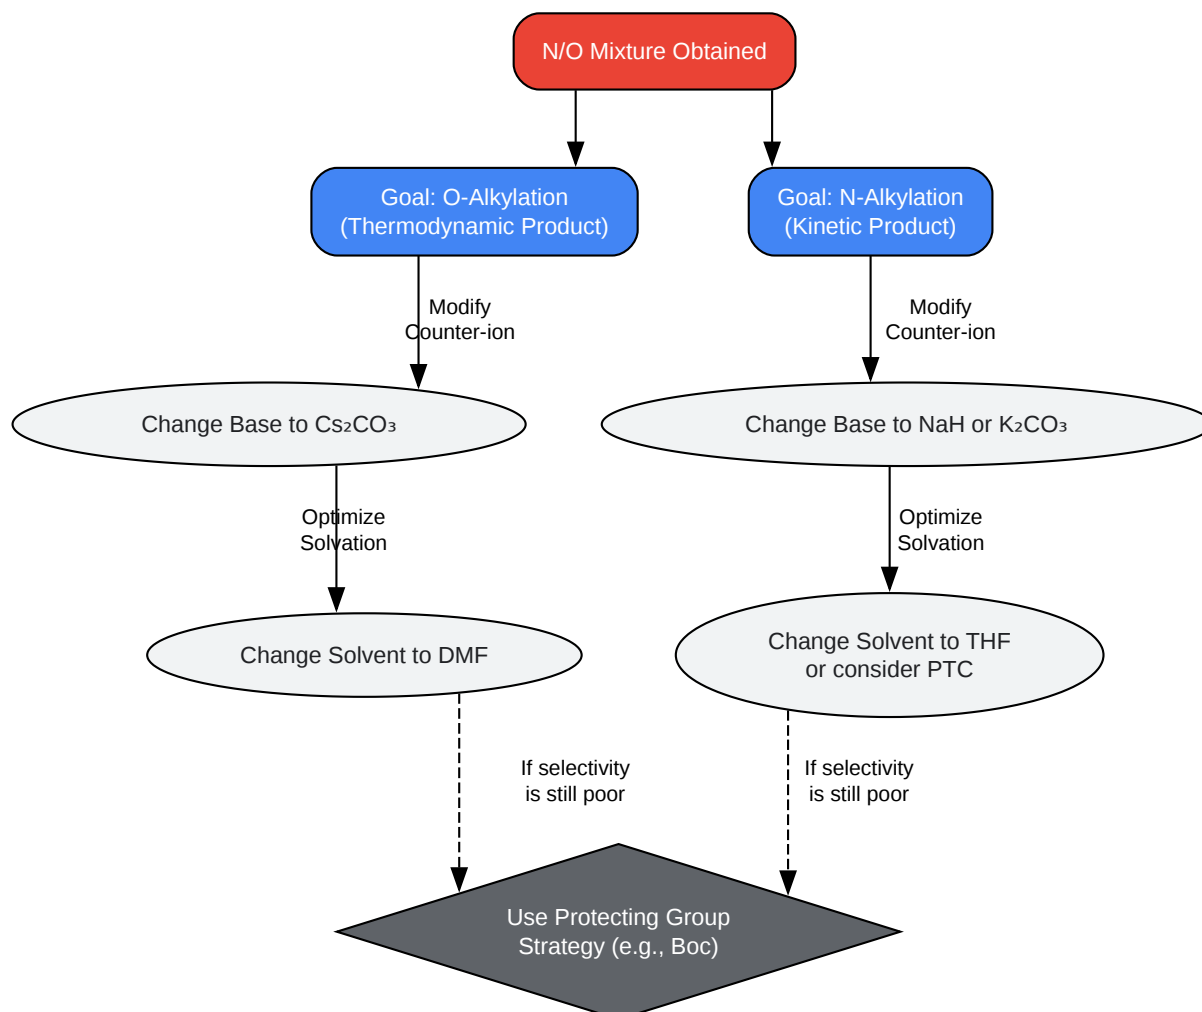 N/O Mixture Obtained
Goal: O-Alkylation
(Thermodynamic Product)
Goal: N-Alkylation
(Kinetic Product)
Modify
Counter-ion
Modify
Counter-ion
Change Base to Cs₂CO₃
Change Base to NaH or K₂CO₃
Optimize
Solvation
Optimize
Solvation
Change Solvent to DMF
Change Solvent to THF
or consider PTC
If selectivity
is still poor
If selectivity
is still poor
Use Protecting Group
Strategy (e.g., Boc)